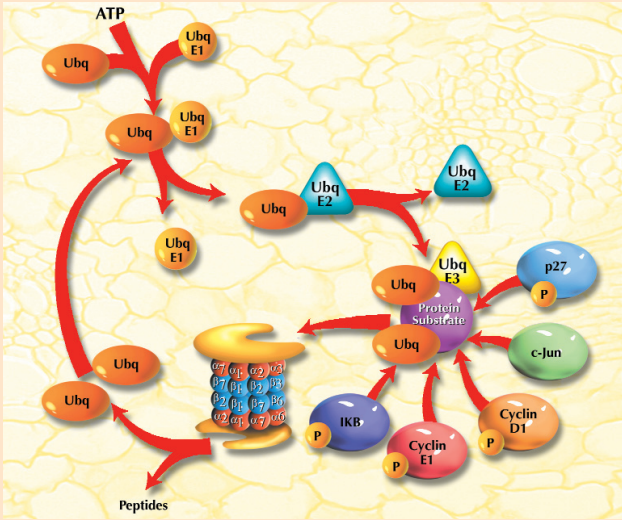 ATP
Ubq
Ubq
E1
Ubq
Ubq
E1
Ubq
E1
Ubq
Ubq
E2
Ubq
E2
Ubq
E3
Ubq
Protein
Substrate
Ubq
p27
P
c-Jun
Cyclin
D1
P
Cyclin
E1
P
IKB
P
α7 α1 α2 α3
β7 β1 β2 β3
β2 β1 β7 β6
α2 α1 α7 α6
Ubq
Ubq
Peptides